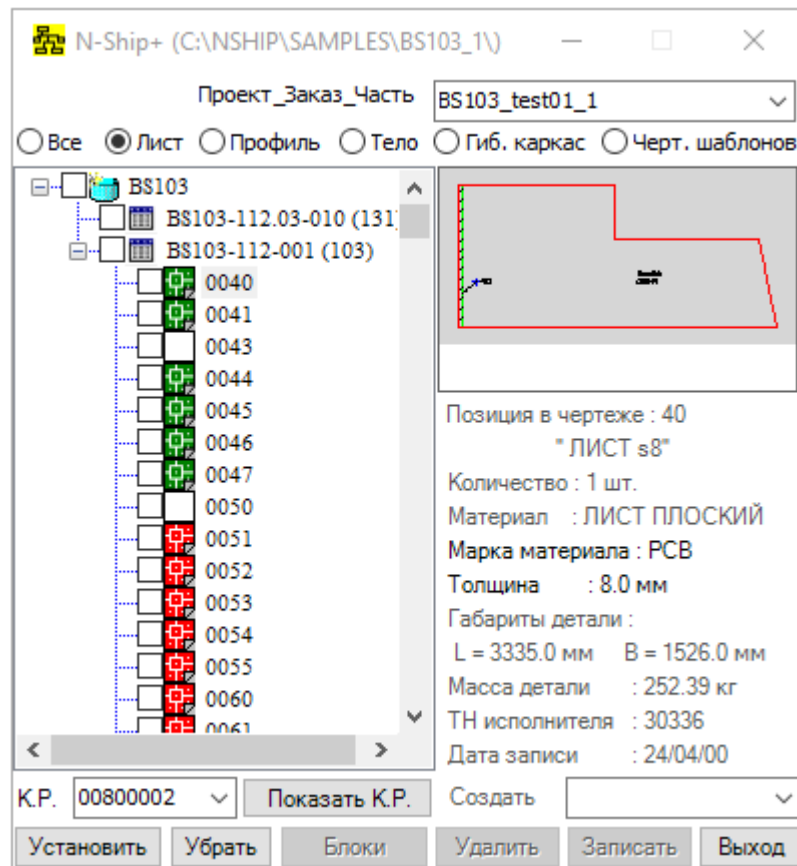 N-Ship+ (C:\NSHIP\SAMPLES\BS103_1\)
Проект_Заказ_Часть BS103_test01_1
Все Лист Профиль Тело Гиб. каркас Черт. шаблонов
BS103
BS103-112.03-010 (131)
BS103-112-001 (103)
0040
0041
0043
0044
0045
0046
0047
0050
0051
0052
0053
0054
0055
0060
0061
Позиция в чертеже : 40
" ЛИСТ s8"
Количество : 1 шт.
Материал : ЛИСТ ПЛОСКИЙ
Марка материала : РСВ
Толщина : 8.0 мм
Габариты детали :
L = 3335.0 мм B = 1526.0 мм
Масса детали : 252.39 кг
ТН исполнителя : 30336
Дата записи : 24/04/00
К.Р. 00800002 Показать К.Р. Создать
Установить Убрать Блоки Удалить Записать Выход